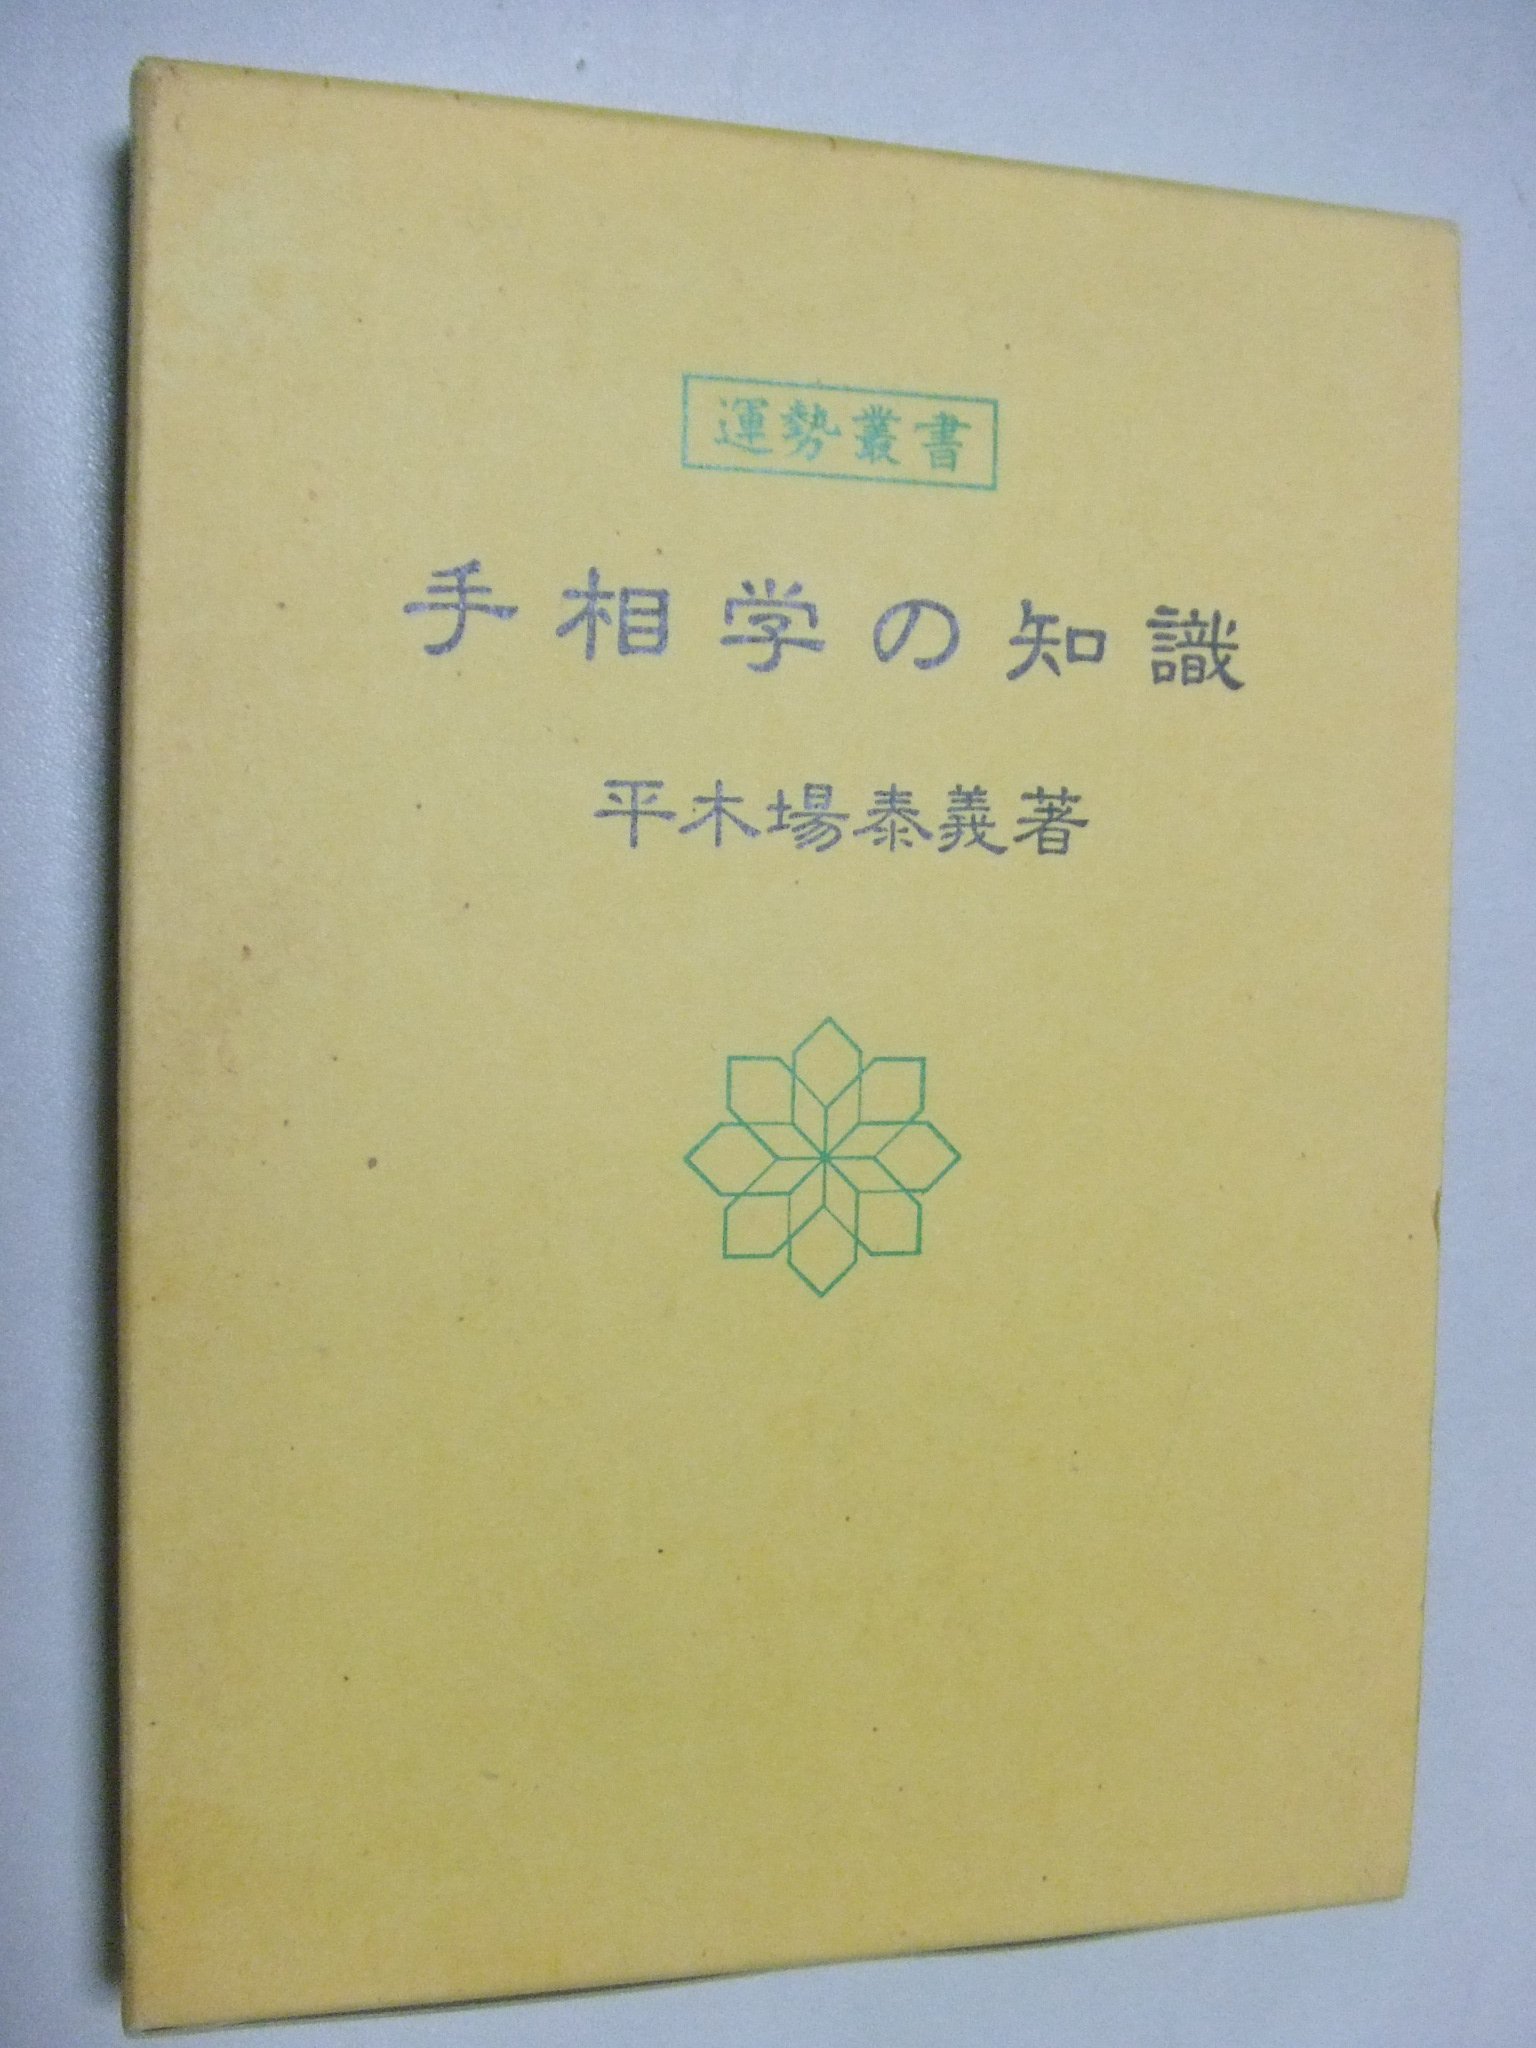 運勢叢書
手相学の知識
平木場泰義著